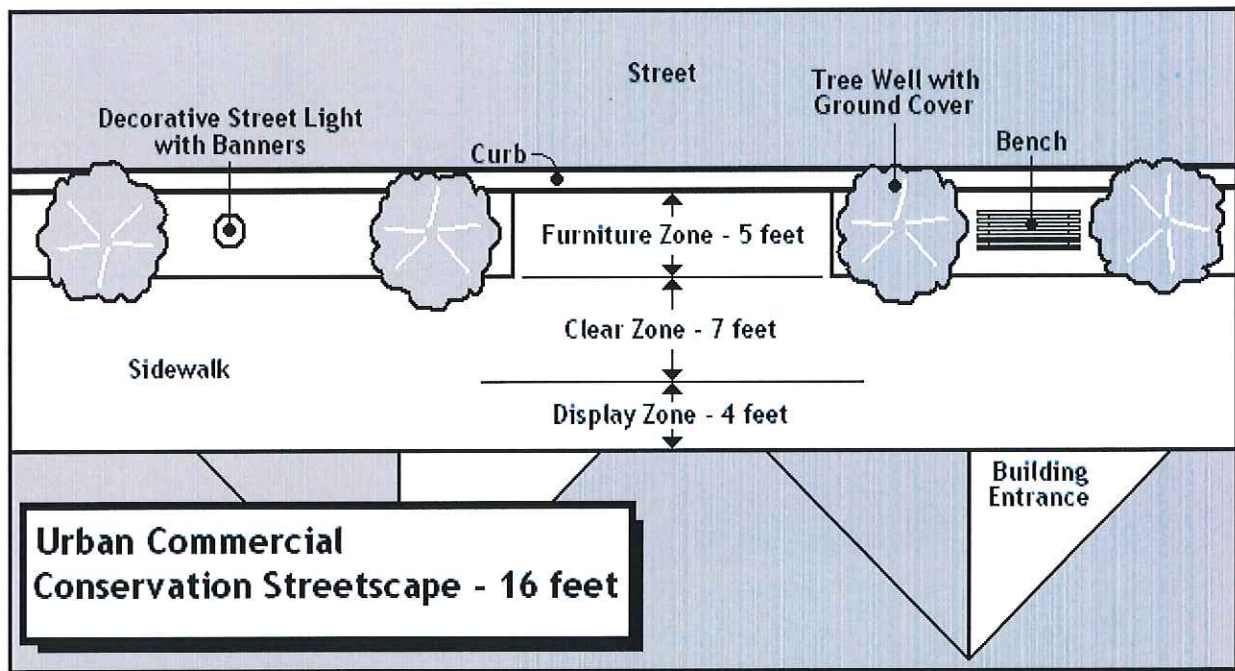 Street
Tree Well with
Ground Cover
Decorative Street Light
with Banners
Curb
Bench
Furniture Zone - 5 feet
Clear Zone - 7 feet
Sidewalk
Display Zone - 4 feet
Building
Entrance
Urban Commercial
Conservation Streetscape - 16 feet